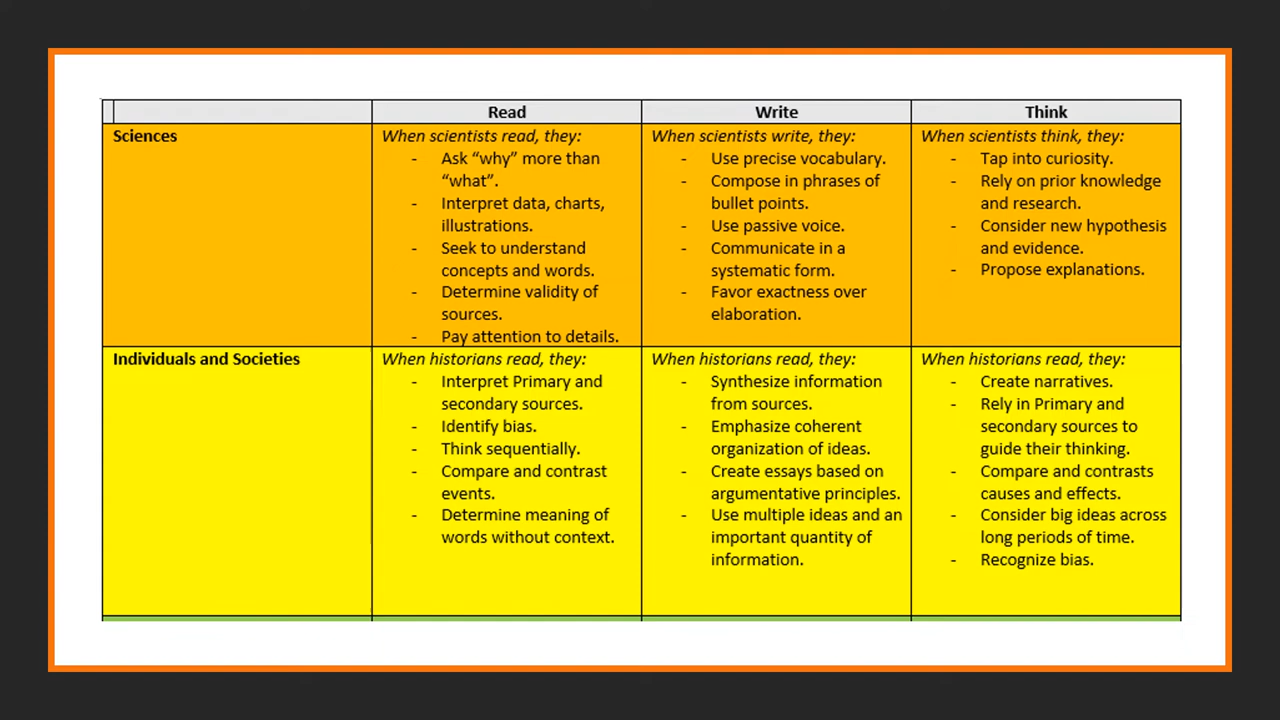 Read
Write
Think
Sciences
When scientists read, they:
- Ask “why” more than
“what”.
- Interpret data, charts,
illustrations.
- Seek to understand
concepts and words.
- Determine validity of
sources.
- Pay attention to details.
When scientists write, they:
- Use precise vocabulary.
- Compose in phrases of
bullet points.
- Use passive voice.
- Communicate in a
systematic form.
- Favor exactness over
elaboration.
When scientists think, they:
- Tap into curiosity.
- Rely on prior knowledge
and research.
- Consider new hypothesis
and evidence.
- Propose explanations.
Individuals and Societies
When historians read, they:
- Interpret Primary and
secondary sources.
- Identify bias.
- Think sequentially.
- Compare and contrast
events.
- Determine meaning of
words without context.
When historians read, they:
- Synthesize information
from sources.
- Emphasize coherent
organization of ideas.
- Create essays based on
argumentative principles.
- Use multiple ideas and an
important quantity of
information.
When historians read, they:
- Create narratives.
- Rely in Primary and
secondary sources to
guide their thinking.
- Compare and contrasts
causes and effects.
- Consider big ideas across
long periods of time.
- Recognize bias.